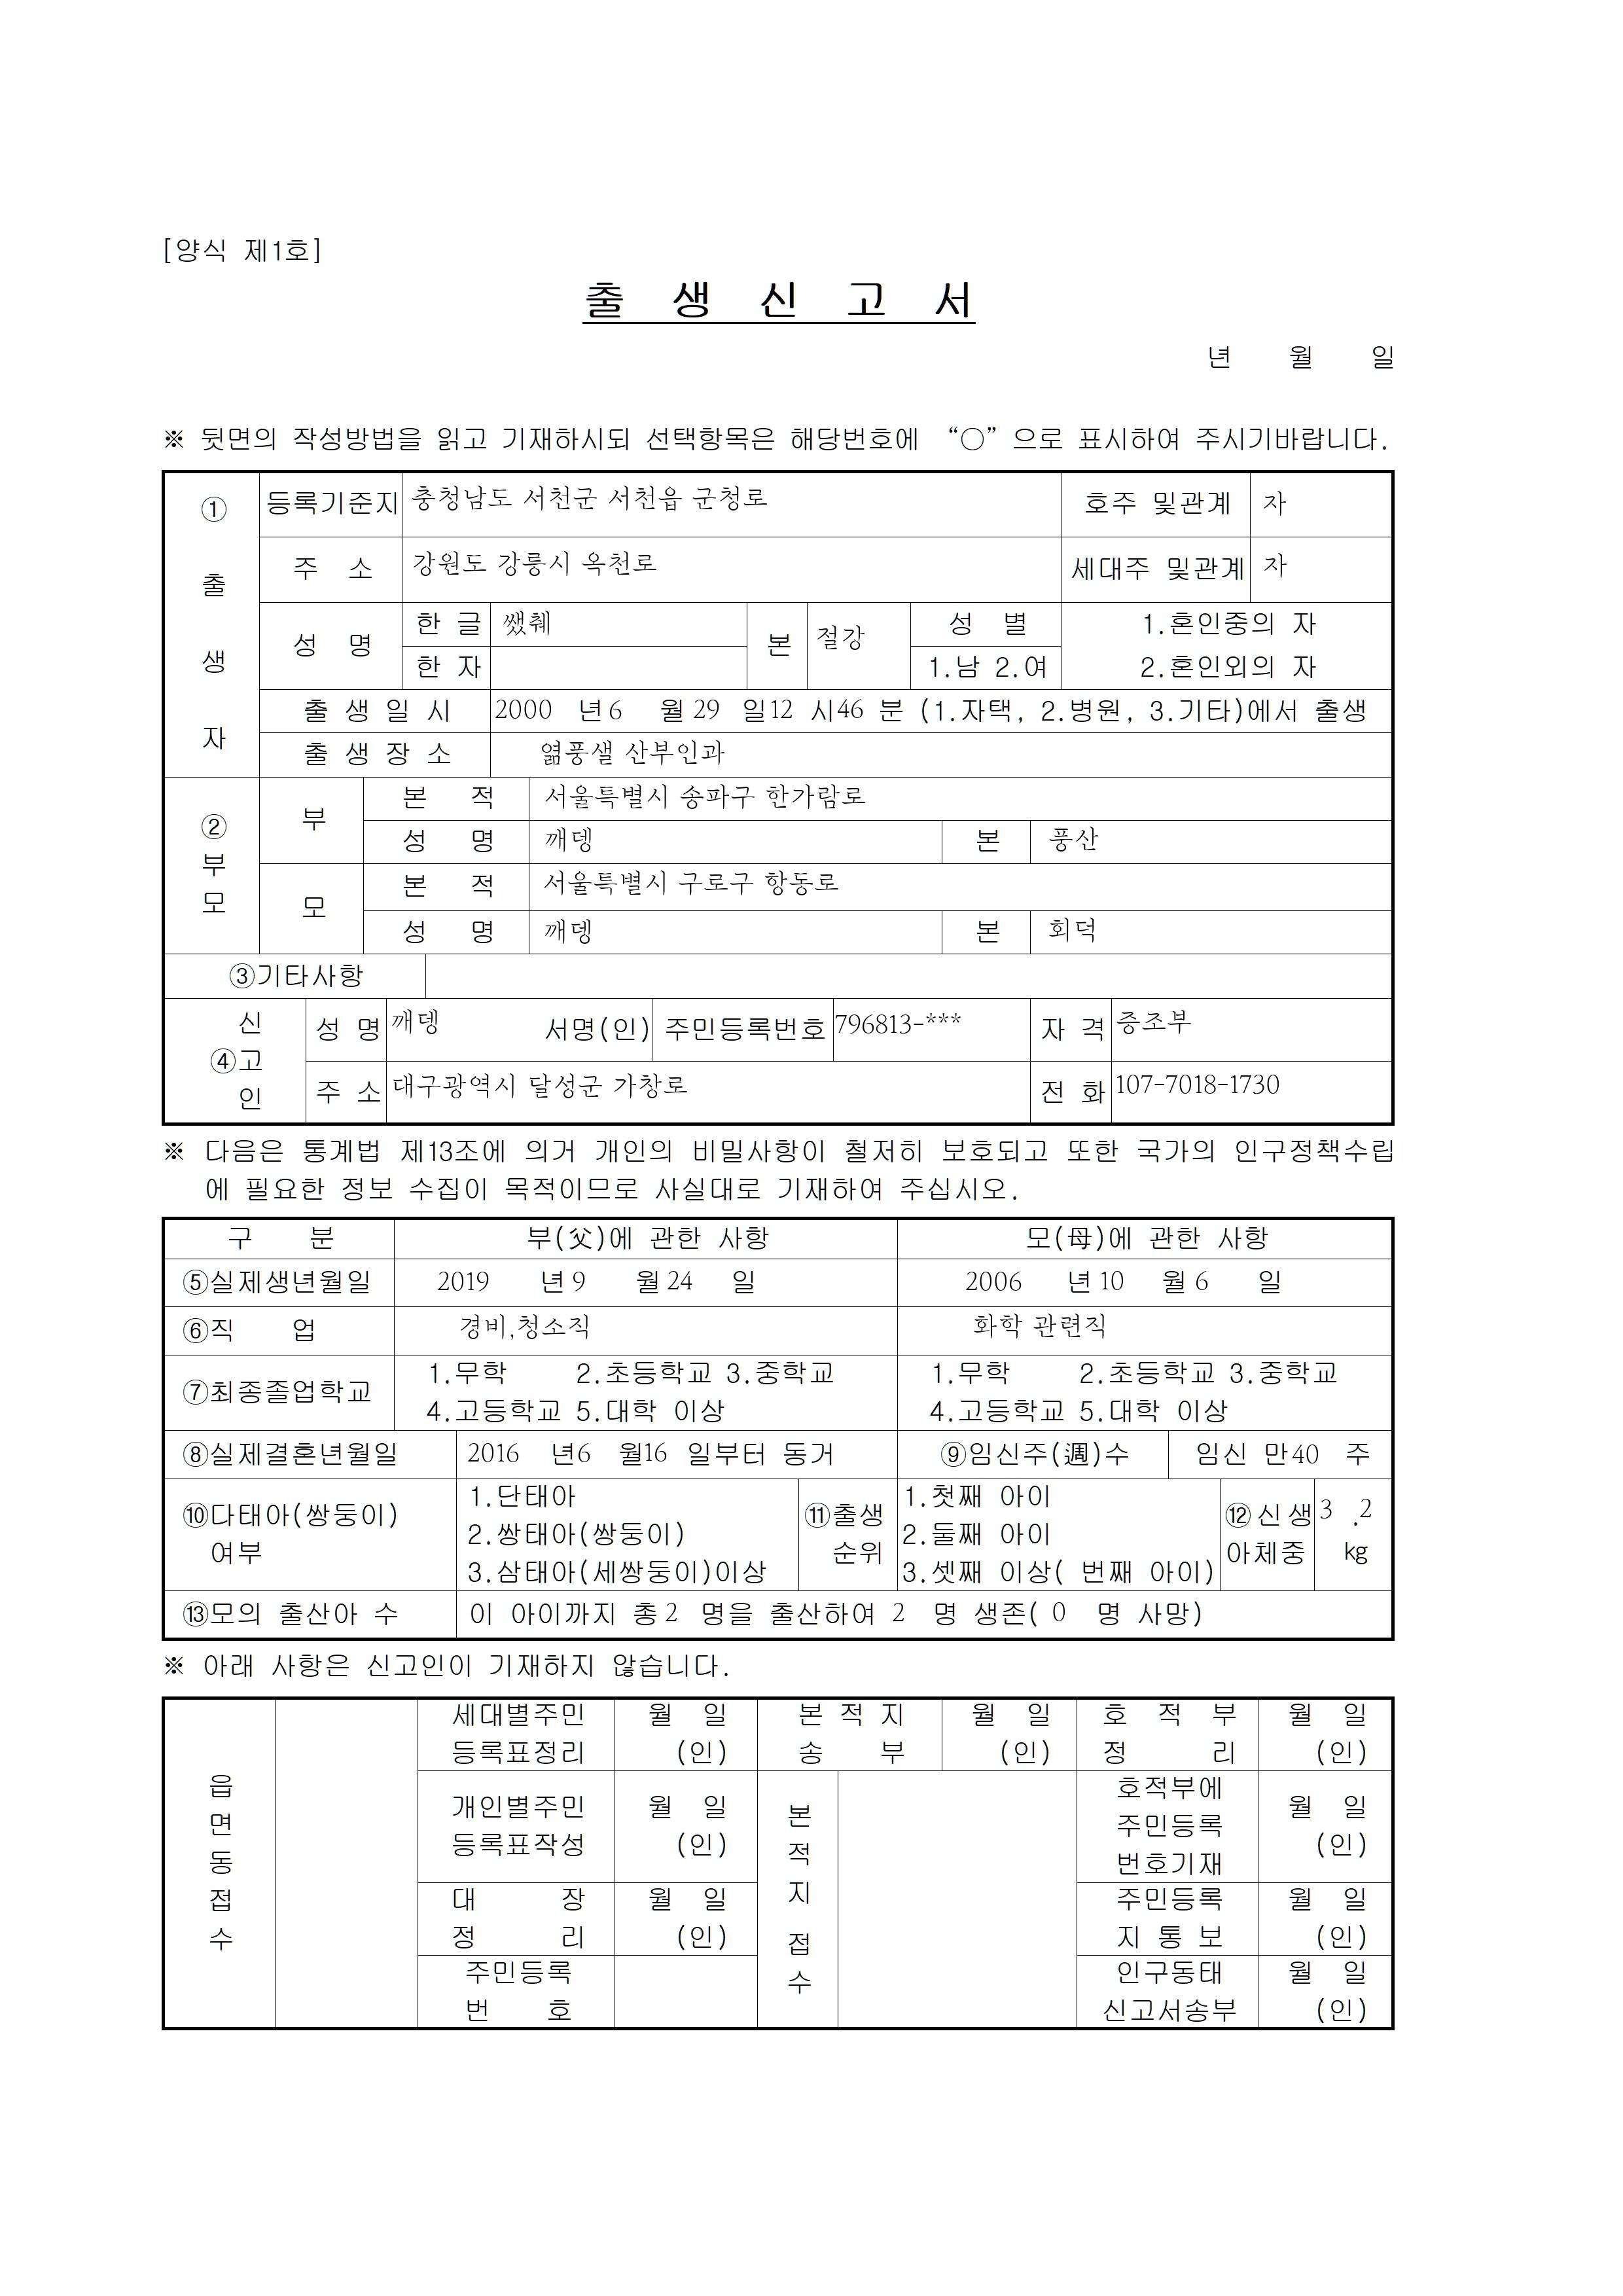 [양식 제1호]
출 생 신 고 서
년 월 일
※ 뒷면의 작성방법을 읽고 기재하시되 선택항목은 해당번호에 “○” 으로 표시하여 주시기바랍니다.
① 출 생 자
등록기준지 충청남도 서천군 서천읍 군청로 호주 및관계 자
주 소 강원도 강릉시 옥천로 세대주 및관계 자
성 명 한 글 쌨췌 본 절강 성 별 1.혼인중의 자
한 자 1.남 2.여 2.혼인외의 자
출 생 일 시 2000 년 6 월 29 일 12 시 46 분 (1.자택, 2.병원, 3.기타)에서 출생
출 생 장 소 엶풍샐 산부인과
② 부 모
부 본 적 서울특별시 송파구 한가람로
성 명 깨뎅 본 풍산
모 본 적 서울특별시 구로구 항동로
성 명 깨뎅 본 회덕
③기타사항
④ 신 고 인
성 명 깨뎅 서명(인) 주민등록번호 796813-*** 자 격 증조부
주 소 대구광역시 달성군 가창로 전 화 107-7018-1730
※ 다음은 통계법 제13조에 의거 개인의 비밀사항이 철저히 보호되고 또한 국가의 인구정책수립
에 필요한 정보 수집이 목적이므로 사실대로 기재하여 주십시오.
구 분 부(父)에 관한 사항 모(母)에 관한 사항
⑤실제생년월일 2019 년 9 월 24 일 2006 년 10 월 6 일
⑥직 업 경비,청소직 화학 관련직
⑦최종졸업학교 1.무학 2.초등학교 3.중학교 1.무학 2.초등학교 3.중학교
4.고등학교 5.대학 이상 4.고등학교 5.대학 이상
⑧실제결혼년월일 2016 년 6 월 16 일부터 동거 ⑨임신주(週)수 임신 만 40 주
⑩다태아(쌍둥이) 여부
1.단태아
2.쌍태아(쌍둥이)
3.삼태아(세쌍둥이)이상
⑪출생 순위
1.첫째 아이
2.둘째 아이
3.셋째 이상( 번째 아이)
⑫신생 아체중
3 .2
kg
⑬모의 출산아 수 이 아이까지 총 2 명을 출산하여 2 명 생존( 0 명 사망)
※ 아래 사항은 신고인이 기재하지 않습니다.
읍 면 동 접 수
세대별주민 월 일 본 적 지 월 일 호 적 부 월 일
등록표정리 (인) 송 부 (인) 정 리 (인)
본 적 지 접 수
개인별주민 월 일
등록표작성 (인)
호적부에
주민등록 월 일
번호기재 (인)
대 장 월 일 주민등록 월 일
정 리 (인) 지 통 보 (인)
주민등록 인구동태 월 일
번 호 신고서송부 (인)